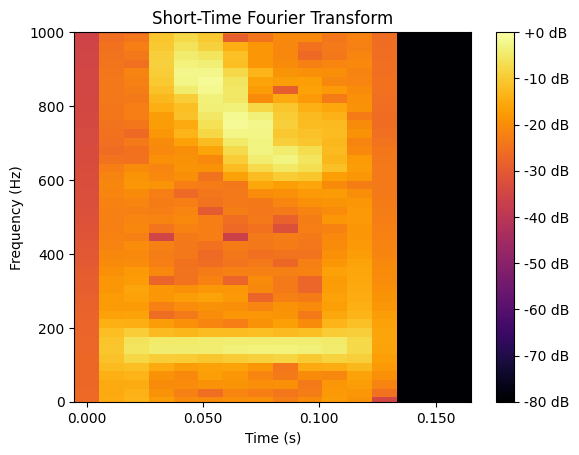 Short-Time Fourier Transform
1000
800
600
400
200
0
Frequency (Hz)
0.000
0.050
0.100
0.150
Time (s)
+0 dB
-10 dB
-20 dB
-30 dB
-40 dB
-50 dB
-60 dB
-70 dB
-80 dB